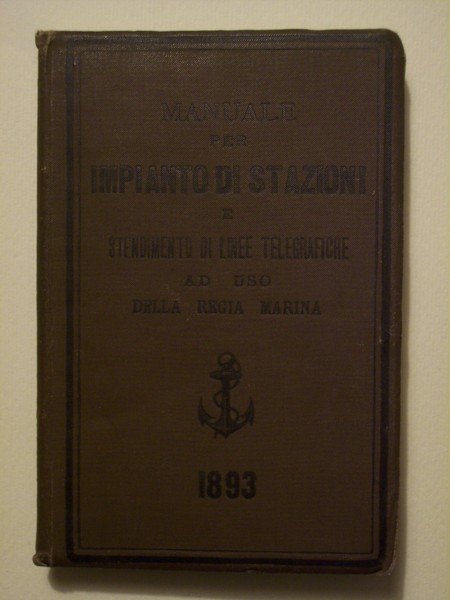 MANUALE
PER
IMPIANTO DI STAZIONI
E
STENDIMENTO DI LINEE TELEGRAFICHE
AD USO
DELLA REGIA MARINA
1893